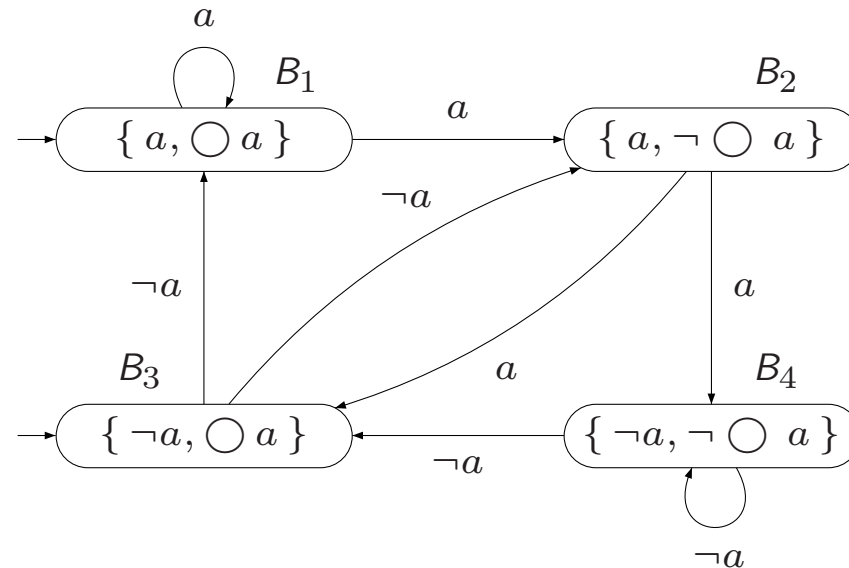 a
B₁
B₂
{ a, ◯ a }
a
{ a, ¬ ◯ a }
¬a
¬a
a
B₃
a
B₄
{ ¬a, ◯ a }
¬a
{ ¬a, ¬ ◯ a }
¬a